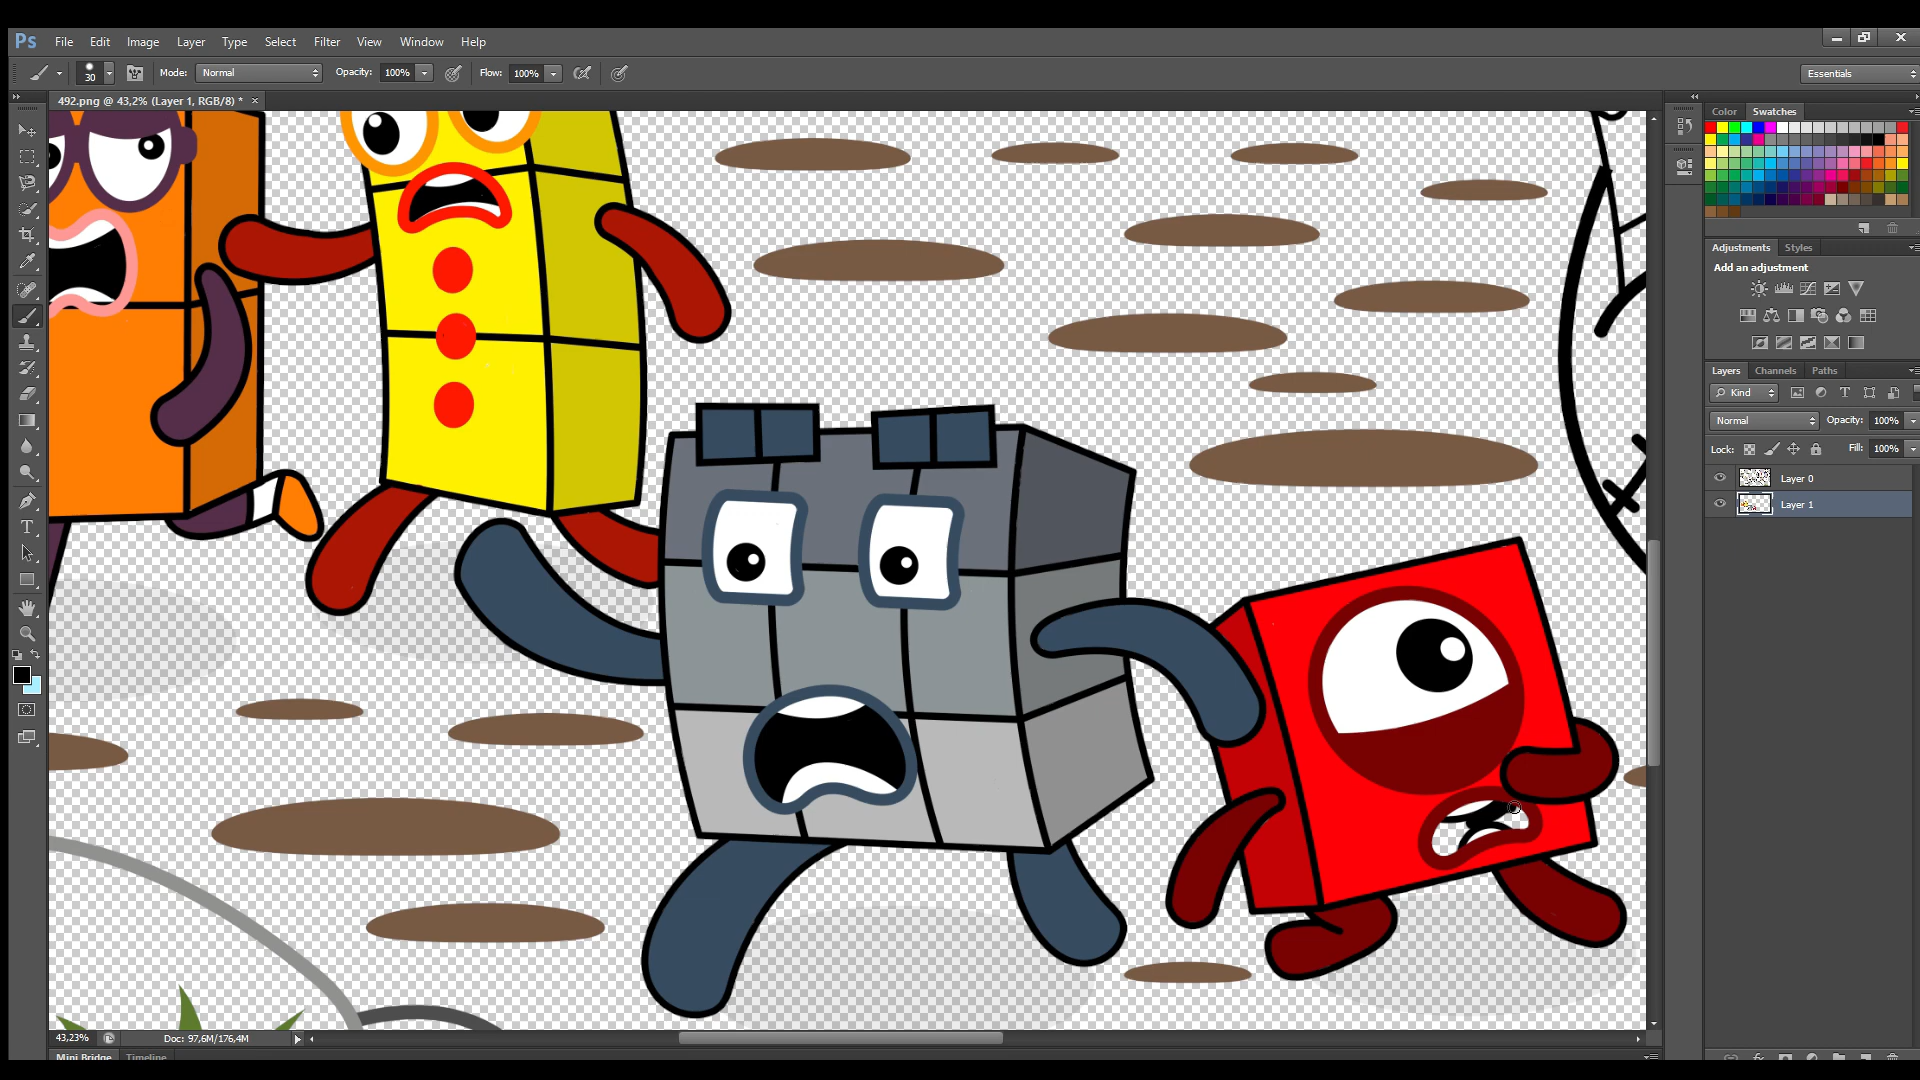 Ps File Edit Image Layer Type Select Filter View Window Help
30 Mode: Normal Opacity: 100% Flow: 100% Essentials
492.png @ 43,2% (Layer 1, RGB/8) * ×
Color Swatches
Adjustments Styles
Add an adjustment
Layers Channels Paths
Kind
Normal Opacity: 100%
Lock: Fill: 100%
Layer 0
Layer 1
43,23% Doc: 97,6M/176,4M
Mini Bridge Timeline